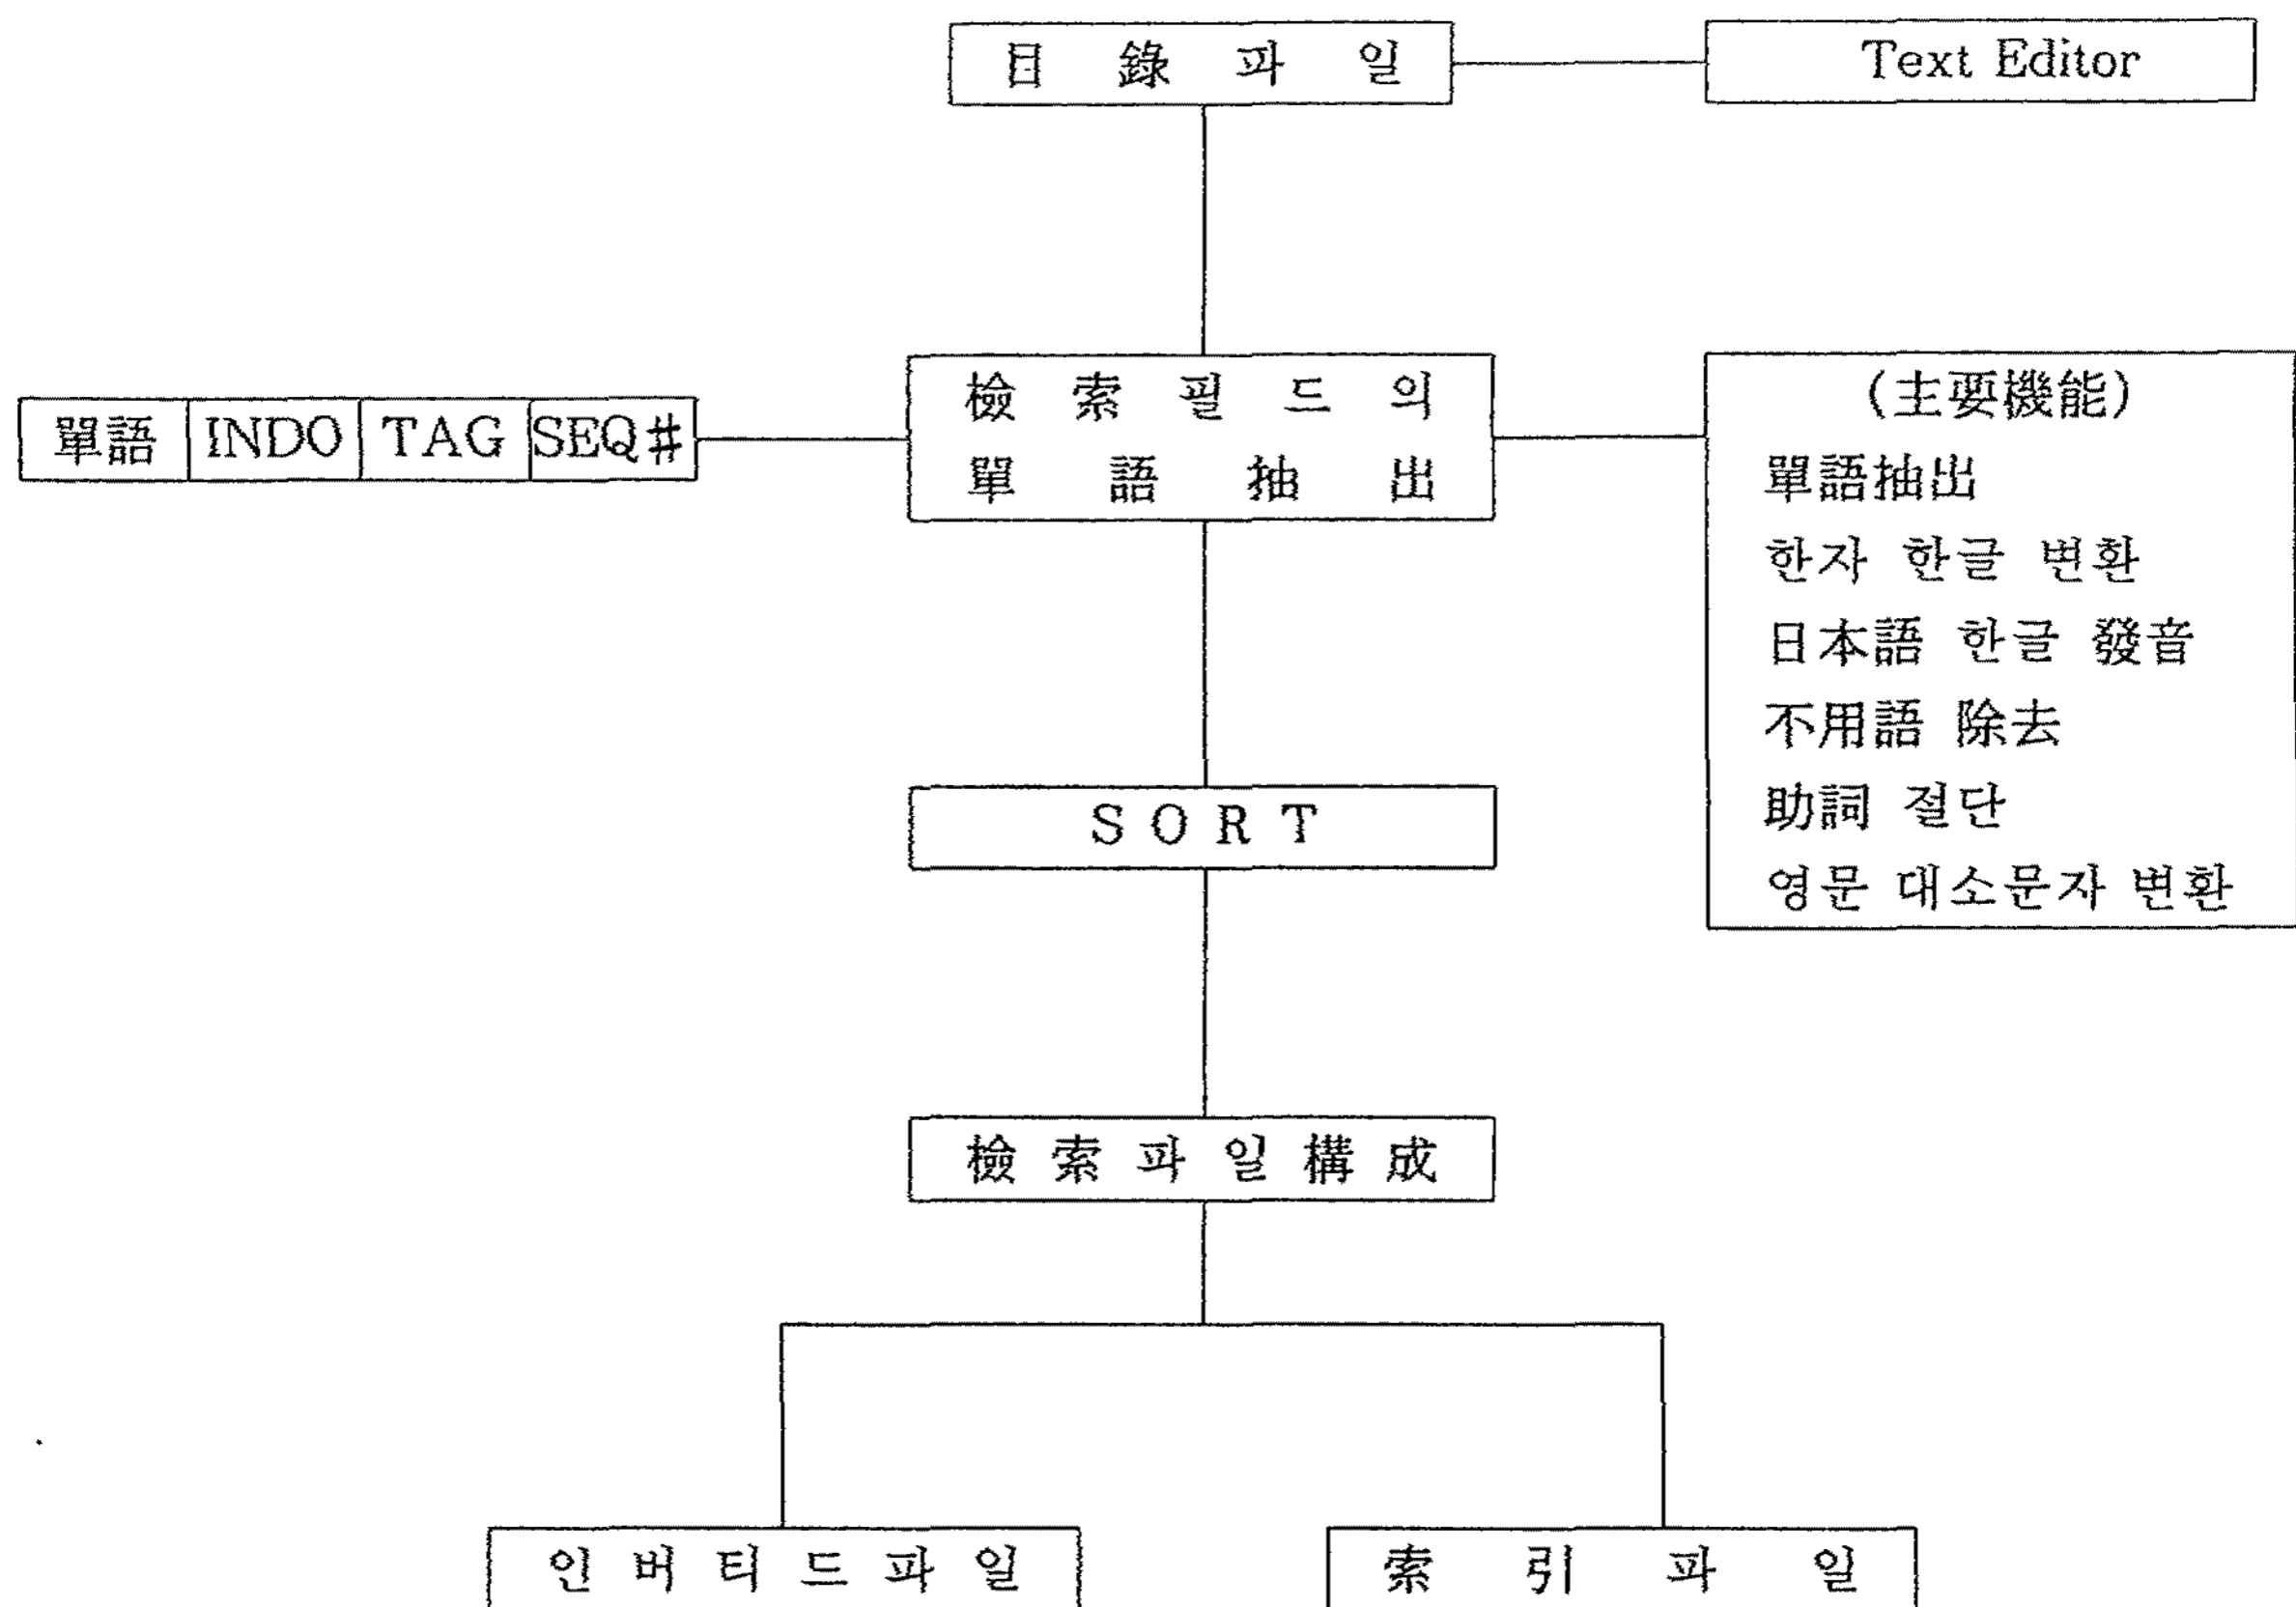 目錄파일
Text Editor
單語 INDO TAG SEQ#
檢索필드의
單語抽出
(主要機能)
單語抽出
한자 한글 변환
日本語 한글 發音
不用語 除去
助詞 절단
영문 대소문자 변환
SORT
檢索파일構成
인버티드파일
索引파일